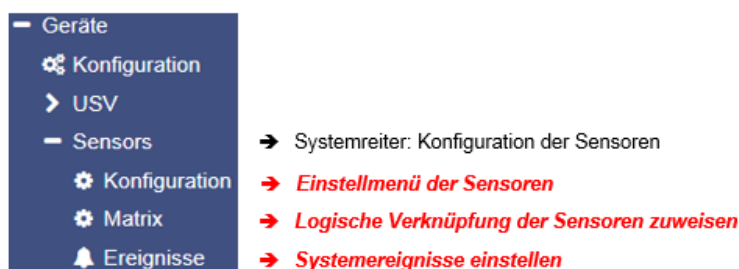 Geräte
Konfiguration
USV
Sensors ➔ Systemreiter: Konfiguration der Sensoren
Konfiguration ➔ Einstellmenü der Sensoren
Matrix ➔ Logische Verknüpfung der Sensoren zuweisen
Ereignisse ➔ Systemereignisse einstellen